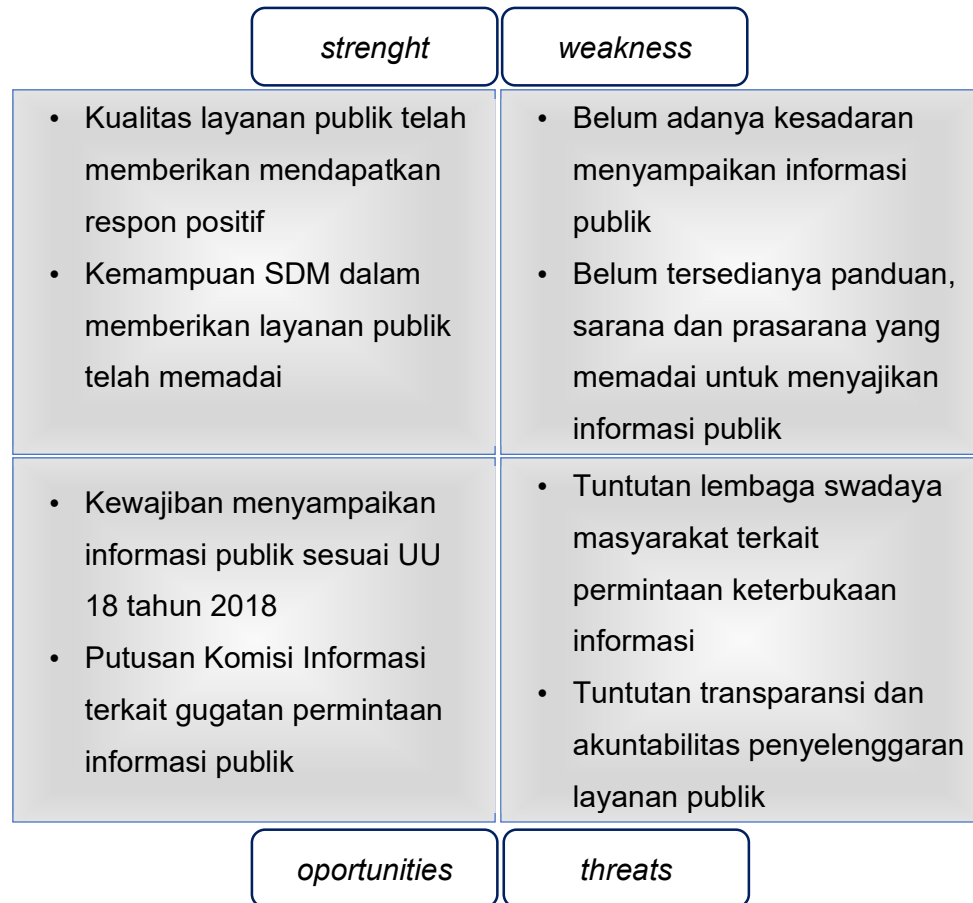 strenght
weakness
• Kualitas layanan publik telah
memberikan mendapatkan
respon positif
• Kemampuan SDM dalam
memberikan layanan publik
telah memadai
• Belum adanya kesadaran
menyampaikan informasi
publik
• Belum tersedianya panduan,
sarana dan prasarana yang
memadai untuk menyajikan
informasi publik
• Kewajiban menyampaikan
informasi publik sesuai UU
18 tahun 2018
• Putusan Komisi Informasi
terkait gugatan permintaan
informasi publik
• Tuntutan lembaga swadaya
masyarakat terkait
permintaan keterbukaan
informasi
• Tuntutan transparansi dan
akuntabilitas penyelenggaran
layanan publik
oportunities
threats